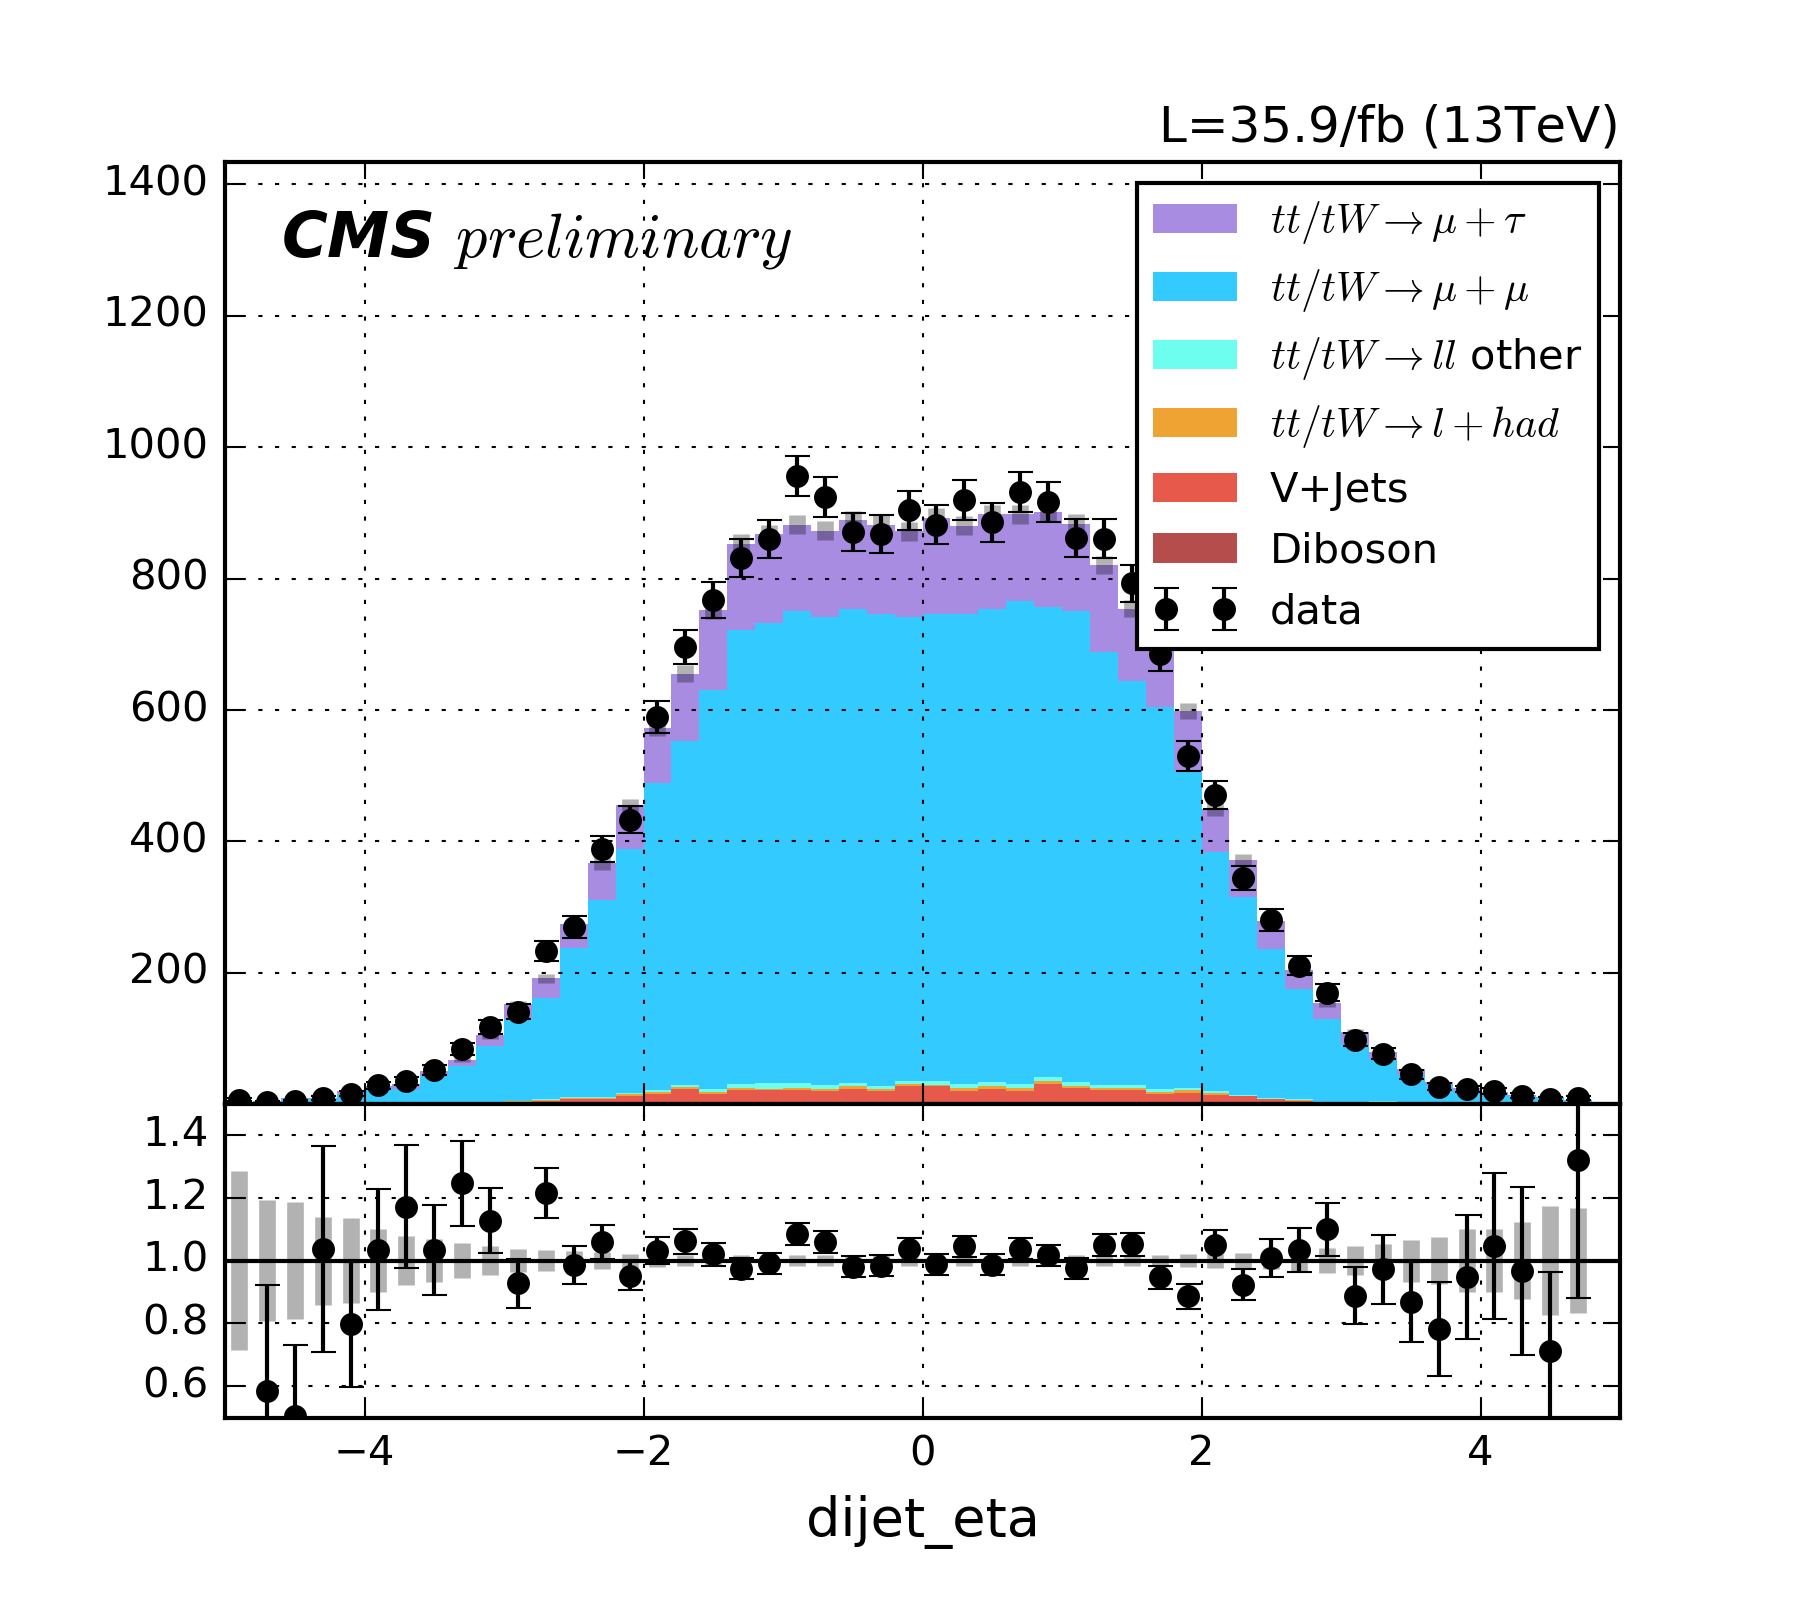 L=35.9/fb (13TeV)
CMS preliminary
1400
1200
1000
800
600
400
200
tt/tW→μ+τ
tt/tW→μ+μ
tt/tW→ll other
tt/tW→l+had
V+Jets
Diboson
data
1.4
1.2
1.0
0.8
0.6
−4 −2 0 2 4
dijet_eta